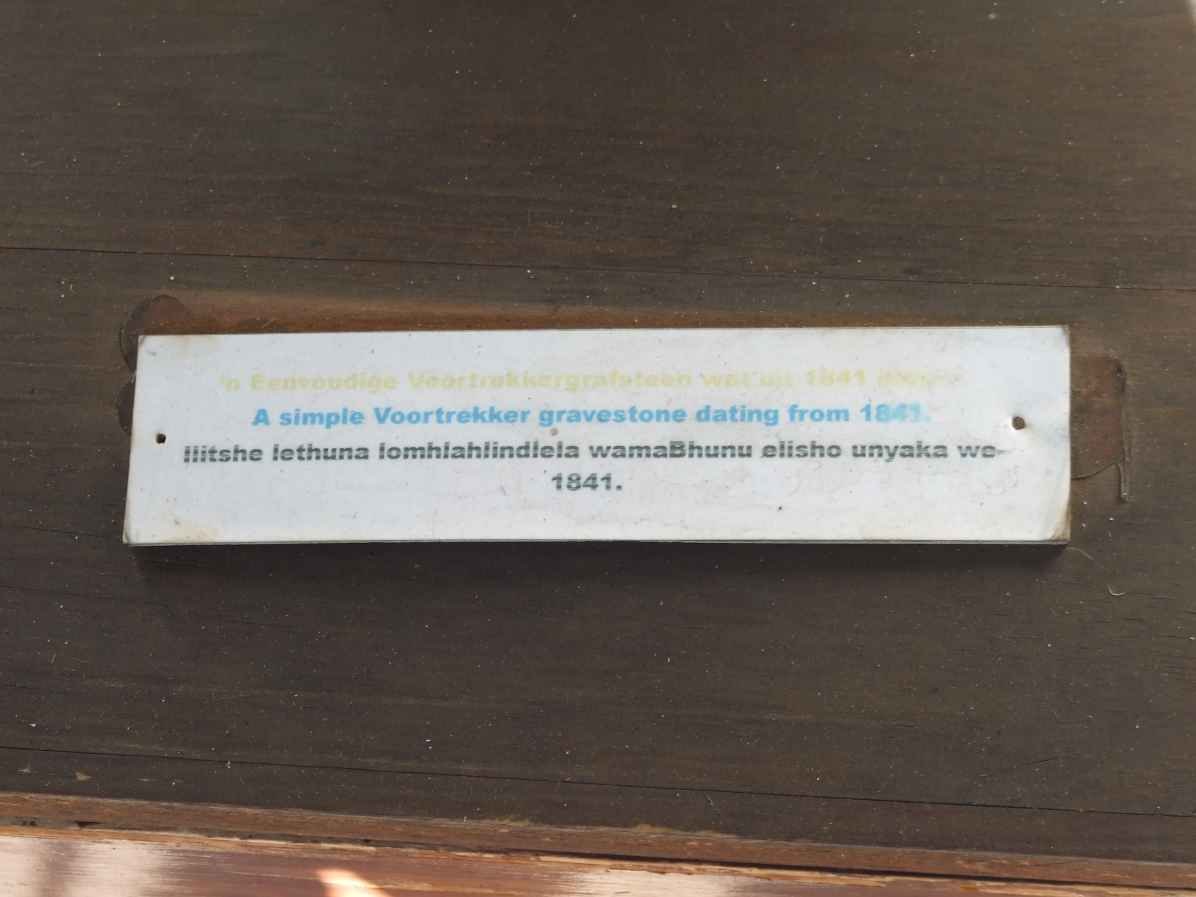 'n Eenvoudige Voortrekkergrafsteen wat uit 1841
A simple Voortrekker gravestone dating from 1841.
Ilitshe lethuna lomhlahlindlela wamaBhunu elisho unyaka we-
1841.